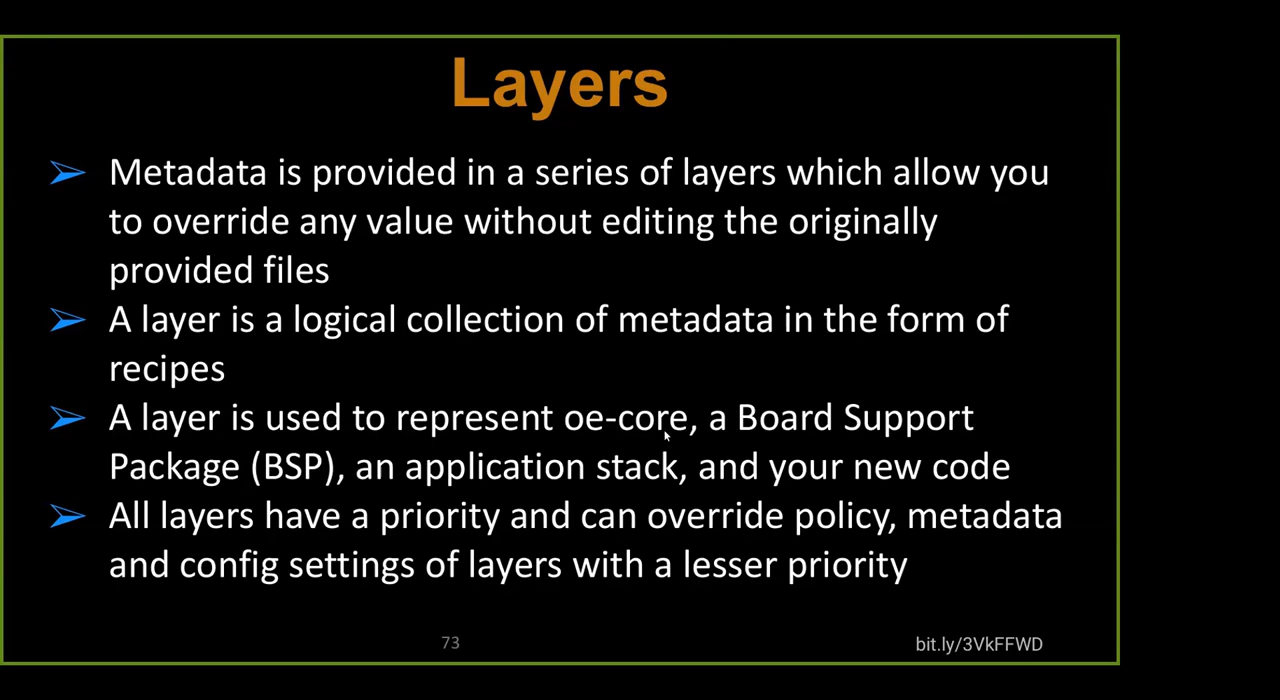 Layers
Metadata is provided in a series of layers which allow you
to override any value without editing the originally
provided files
A layer is a logical collection of metadata in the form of
recipes
A layer is used to represent oe-core, a Board Support
Package (BSP), an application stack, and your new code
All layers have a priority and can override policy, metadata
and config settings of layers with a lesser priority
73
bit.ly/3VkFFWD